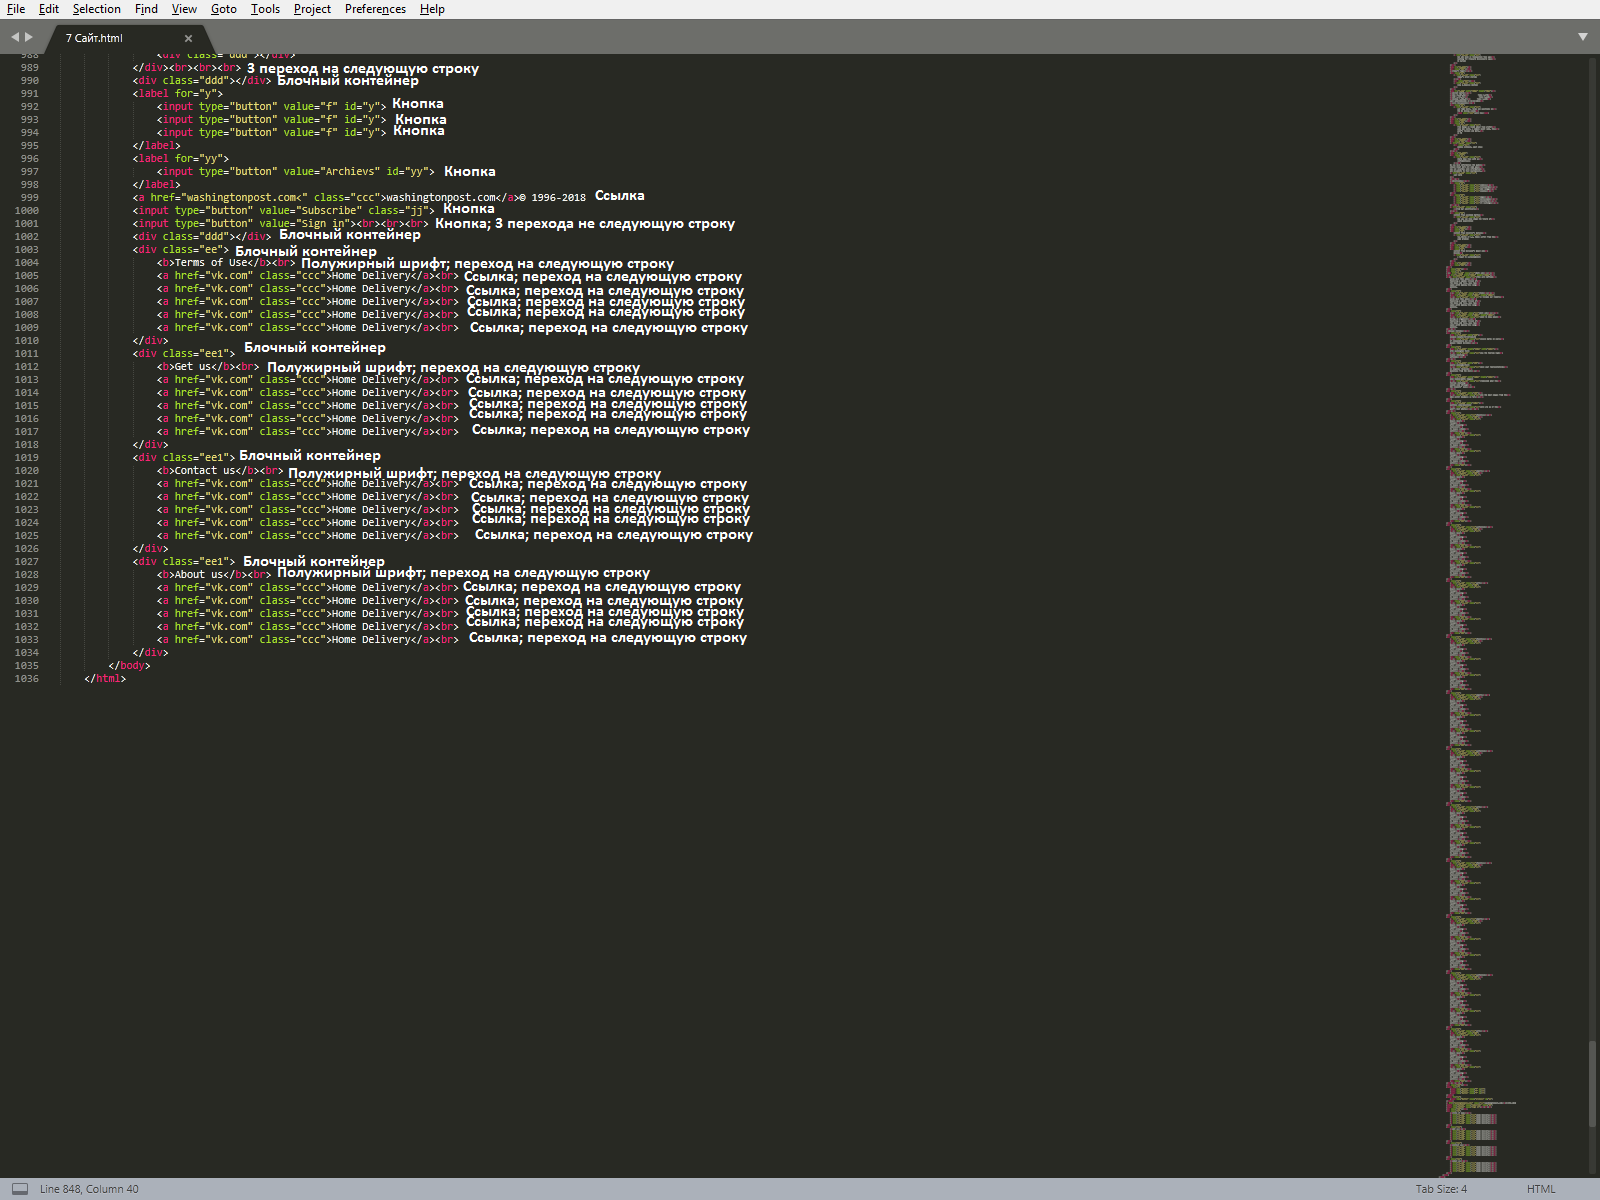 File Edit Selection Find View Goto Tools Project Preferences Help
7 Сайт.html
988 <div class="ddd"></div>
989 </div><br><br><br> 3 переход на следующую строку
990 <div class="ddd"></div> Блочный контейнер
991 <label for="y">
992 <input type="button" value="f" id="y"> Кнопка
993 <input type="button" value="f" id="y"> Кнопка
994 <input type="button" value="f" id="y"> Кнопка
995 </label>
996 <label for="yy">
997 <input type="button" value="Archievs" id="yy"> Кнопка
998 </label>
999 <a href="washingtonpost.com<" class="ccc">washingtonpost.com</a>© 1996-2018 Ссылка
1000 <input type="button" value="Subscribe" class="jj"> Кнопка
1001 <input type="button" value="Sign in"><br><br><br> Кнопка; 3 перехода не следующую строку
1002 <div class="ddd"></div> Блочный контейнер
1003 <div class="ee"> Блочный контейнер
1004 <b>Terms of Use</b><br> Полужирный шрифт; переход на следующую строку
1005 <a href="vk.com" class="ccc">Home Delivery</a><br> Ссылка; переход на следующую строку
1006 <a href="vk.com" class="ccc">Home Delivery</a><br> Ссылка; переход на следующую строку
1007 <a href="vk.com" class="ccc">Home Delivery</a><br> Ссылка; переход на следующую строку
1008 <a href="vk.com" class="ccc">Home Delivery</a><br> Ссылка; переход на следующую строку
1009 <a href="vk.com" class="ccc">Home Delivery</a><br> Ссылка; переход на следующую строку
1010 </div>
1011 <div class="ee1"> Блочный контейнер
1012 <b>Get us</b><br> Полужирный шрифт; переход на следующую строку
1013 <a href="vk.com" class="ccc">Home Delivery</a><br> Ссылка; переход на следующую строку
1014 <a href="vk.com" class="ccc">Home Delivery</a><br> Ссылка; переход на следующую строку
1015 <a href="vk.com" class="ccc">Home Delivery</a><br> Ссылка; переход на следующую строку
1016 <a href="vk.com" class="ccc">Home Delivery</a><br> Ссылка; переход на следующую строку
1017 <a href="vk.com" class="ccc">Home Delivery</a><br> Ссылка; переход на следующую строку
1018 </div>
1019 <div class="ee1"> Блочный контейнер
1020 <b>Contact us</b><br> Полужирный шрифт; переход на следующую строку
1021 <a href="vk.com" class="ccc">Home Delivery</a><br> Ссылка; переход на следующую строку
1022 <a href="vk.com" class="ccc">Home Delivery</a><br> Ссылка; переход на следующую строку
1023 <a href="vk.com" class="ccc">Home Delivery</a><br> Ссылка; переход на следующую строку
1024 <a href="vk.com" class="ccc">Home Delivery</a><br> Ссылка; переход на следующую строку
1025 <a href="vk.com" class="ccc">Home Delivery</a><br> Ссылка; переход на следующую строку
1026 </div>
1027 <div class="ee1"> Блочный контейнер
1028 <b>About us</b><br> Полужирный шрифт; переход на следующую строку
1029 <a href="vk.com" class="ccc">Home Delivery</a><br> Ссылка; переход на следующую строку
1030 <a href="vk.com" class="ccc">Home Delivery</a><br> Ссылка; переход на следующую строку
1031 <a href="vk.com" class="ccc">Home Delivery</a><br> Ссылка; переход на следующую строку
1032 <a href="vk.com" class="ccc">Home Delivery</a><br> Ссылка; переход на следующую строку
1033 <a href="vk.com" class="ccc">Home Delivery</a><br> Ссылка; переход на следующую строку
1034 </div>
1035 </body>
1036 </html>
Line 848, Column 40 Tab Size: 4 HTML